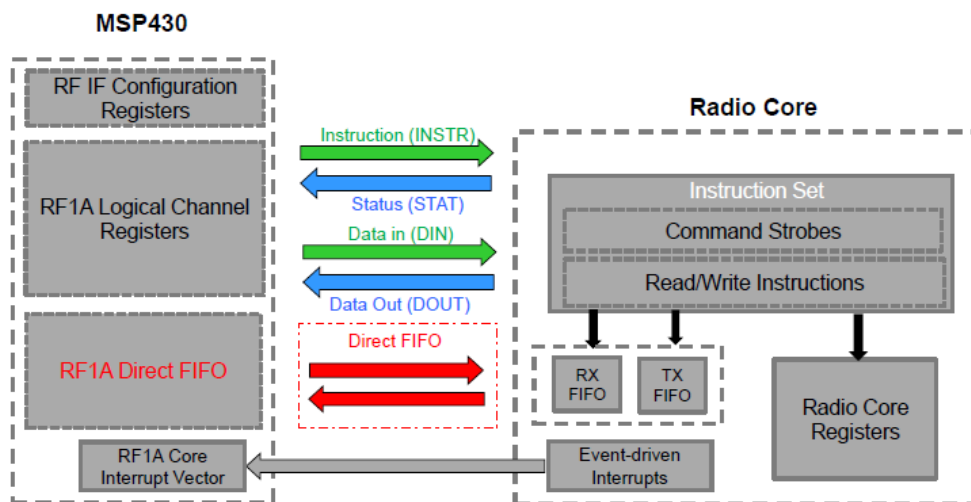 MSP430
RF IF Configuration
Registers
RF1A Logical Channel
Registers
RF1A Direct FIFO
RF1A Core
Interrupt Vector
Instruction (INSTR)
Status (STAT)
Data in (DIN)
Data Out (DOUT)
Direct FIFO
Radio Core
Instruction Set
Command Strobes
Read/Write Instructions
RX
FIFO
TX
FIFO
Radio Core
Registers
Event-driven
Interrupts